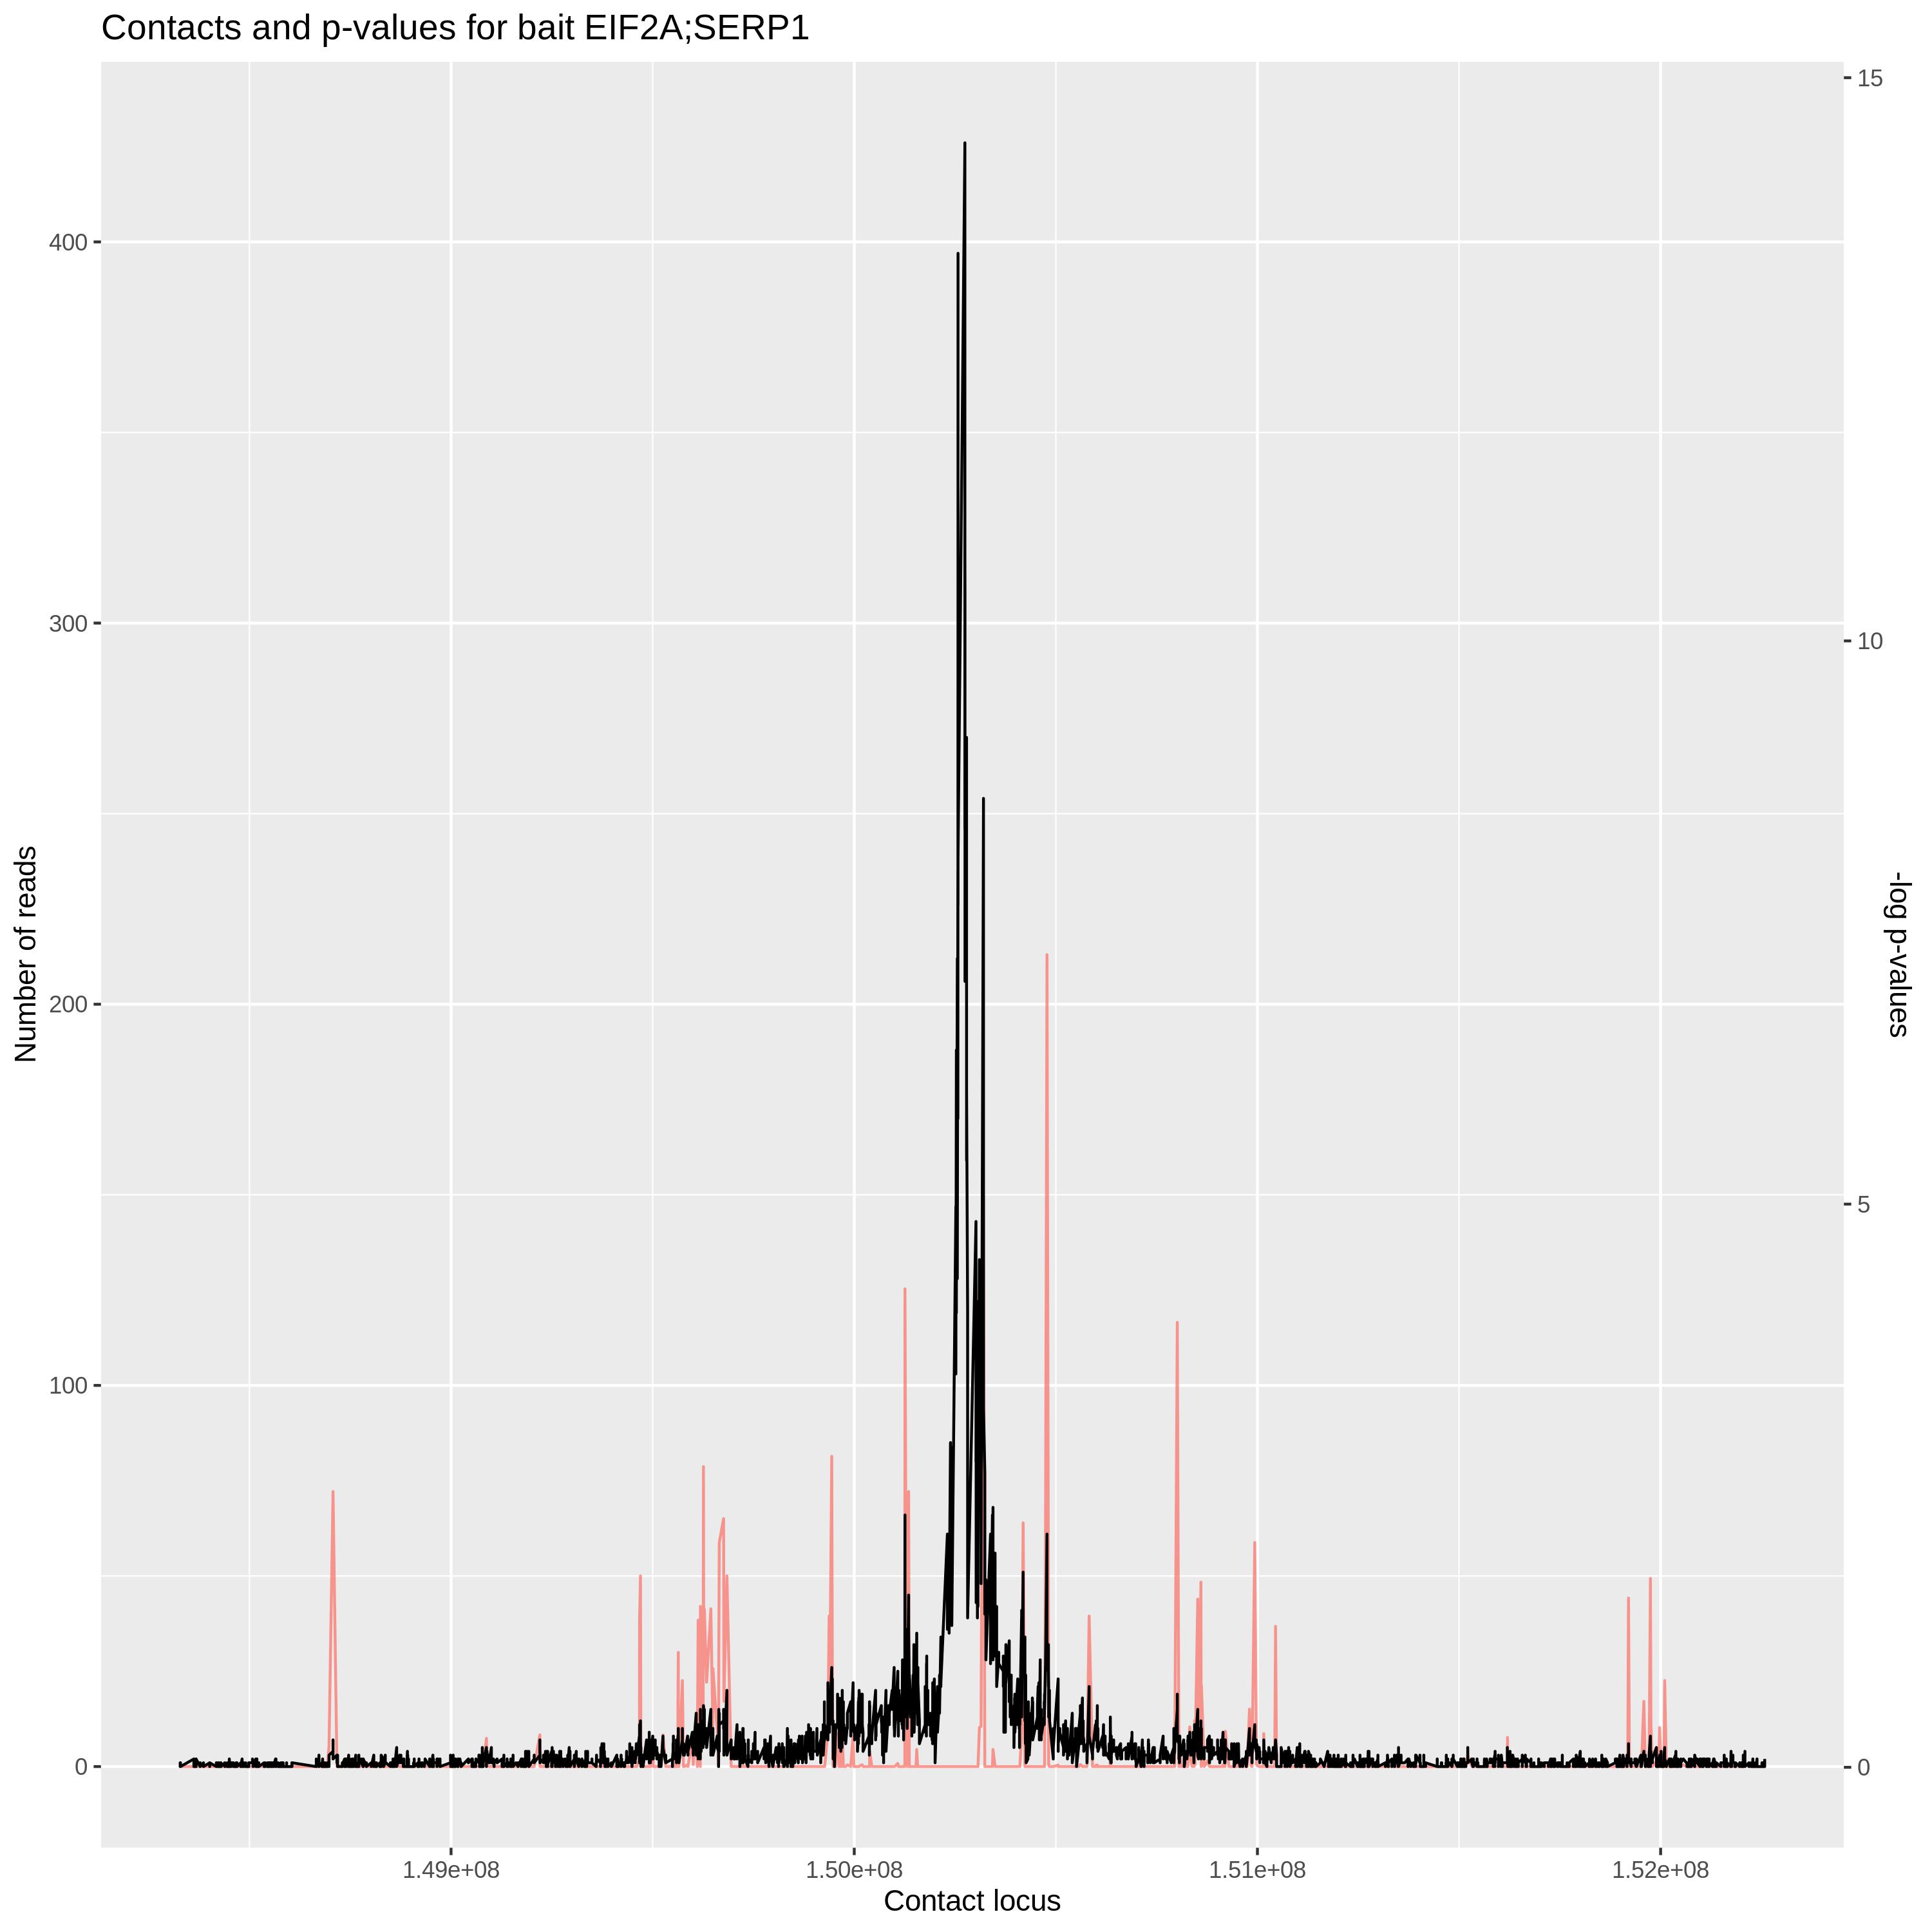 Contacts and p-values for bait EIF2A;SERP1
400
300
200
100
0
Number of reads
15
10
5
0
-log p-values
1.49e+08 1.50e+08 1.51e+08 1.52e+08
Contact locus